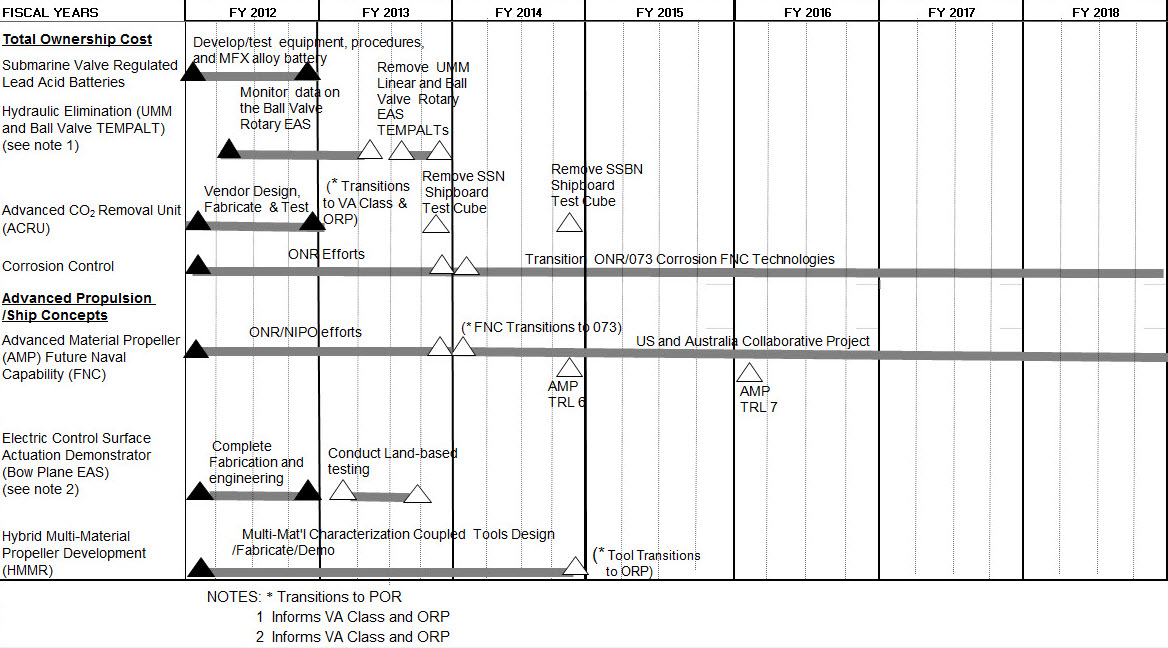 FISCAL YEARS FY 2012 FY 2013 FY 2014 FY 2015 FY 2016 FY 2017 FY 2018
Total Ownership Cost
Submarine Valve Regulated
Lead Acid Batteries
Develop/test equipment, procedures,
and MFX alloy battery
Hydraulic Elimination (UMM
and Ball Valve TEMPALT)
(see note 1)
Monitor data on
the Ball Valve
Rotary EAS
Remove UMM
Linear and Ball
Valve Rotary
EAS
TEMPALTs
Advanced CO2 Removal Unit
(ACRU)
Vendor Design,
Fabricate & Test
(* Transitions
to VA Class &
ORP)
Remove SSN
Shipboard
Test Cube
Remove SSBN
Shipboard
Test Cube
Corrosion Control
ONR Efforts
Transition ONR/073 Corrosion FNC Technologies
Advanced Propulsion
/Ship Concepts
Advanced Material Propeller
(AMP) Future Naval
Capability (FNC)
ONR/NIPO efforts
(* FNC Transitions to 073)
US and Australia Collaborative Project
AMP
TRL 6
AMP
TRL 7
Electric Control Surface
Actuation Demonstrator
(Bow Plane EAS)
(see note 2)
Complete
Fabrication and
engineering
Conduct Land-based
testing
Hybrid Multi-Material
Propeller Development
(HMMR)
Multi-Mat'l Characterization Coupled Tools Design
/Fabricate/Demo
(* Tool Transitions
to ORP)
NOTES: * Transitions to POR
1 Informs VA Class and ORP
2 Informs VA Class and ORP